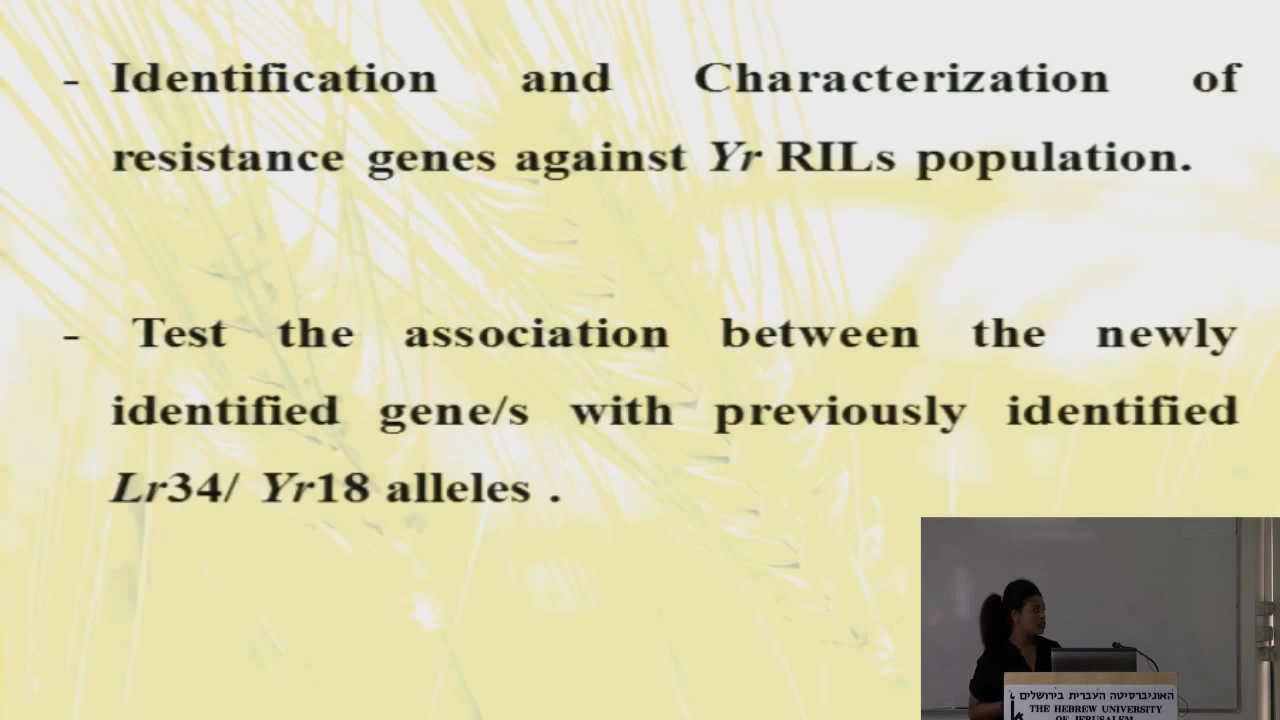 - Identification and Characterization of
resistance genes against Yr RILs population.
- Test the association between the newly
identified gene/s with previously identified
Lr34/ Yr18 alleles .
האוניברסיטה העברית בירושלים
THE HEBREW UNIVERSITY
OF JERUSALEM